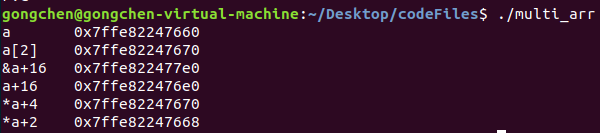 gongchen@gongchen-virtual-machine:~/Desktop/codeFiles$ ./multi_arr
a 0x7ffe82247660
a[2] 0x7ffe82247670
&a+16 0x7ffe822477e0
a+16 0x7ffe822476e0
*a+4 0x7ffe82247670
*a+2 0x7ffe82247668